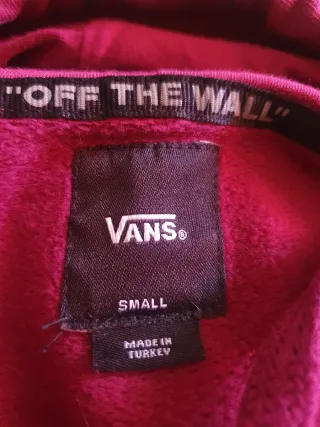 "OFF THE WALL"
VANS®
SMALL
MADE IN
TURKEY